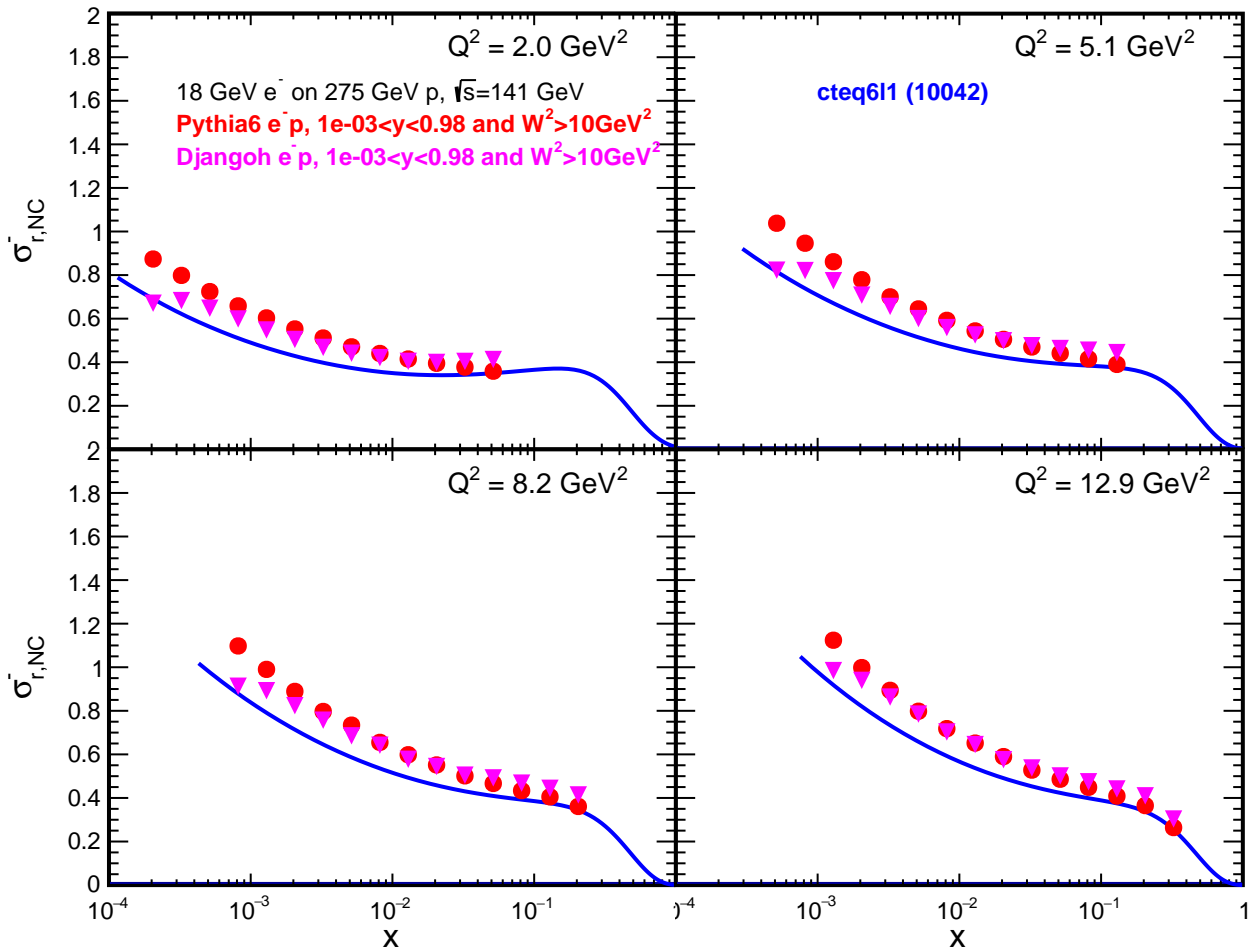 Q² = 2.0 GeV²
18 GeV e⁻ on 275 GeV p, √s=141 GeV
Pythia6 e⁻p, 1e-03<y<0.98 and W²>10GeV²
Djangoh e⁻p, 1e-03<y<0.98 and W²>10GeV²
σ⁻r,NC
2
1.8
1.6
1.4
1.2
1
0.8
0.6
0.4
0.2
Q² = 5.1 GeV²
cteq6l1 (10042)
Q² = 8.2 GeV²
σ⁻r,NC
2
1.8
1.6
1.4
1.2
1
0.8
0.6
0.4
0.2
0
10⁻⁴ 10⁻³ 10⁻² 10⁻¹
x
Q² = 12.9 GeV²
)⁻⁴ 10⁻³ 10⁻² 10⁻¹ 1
x